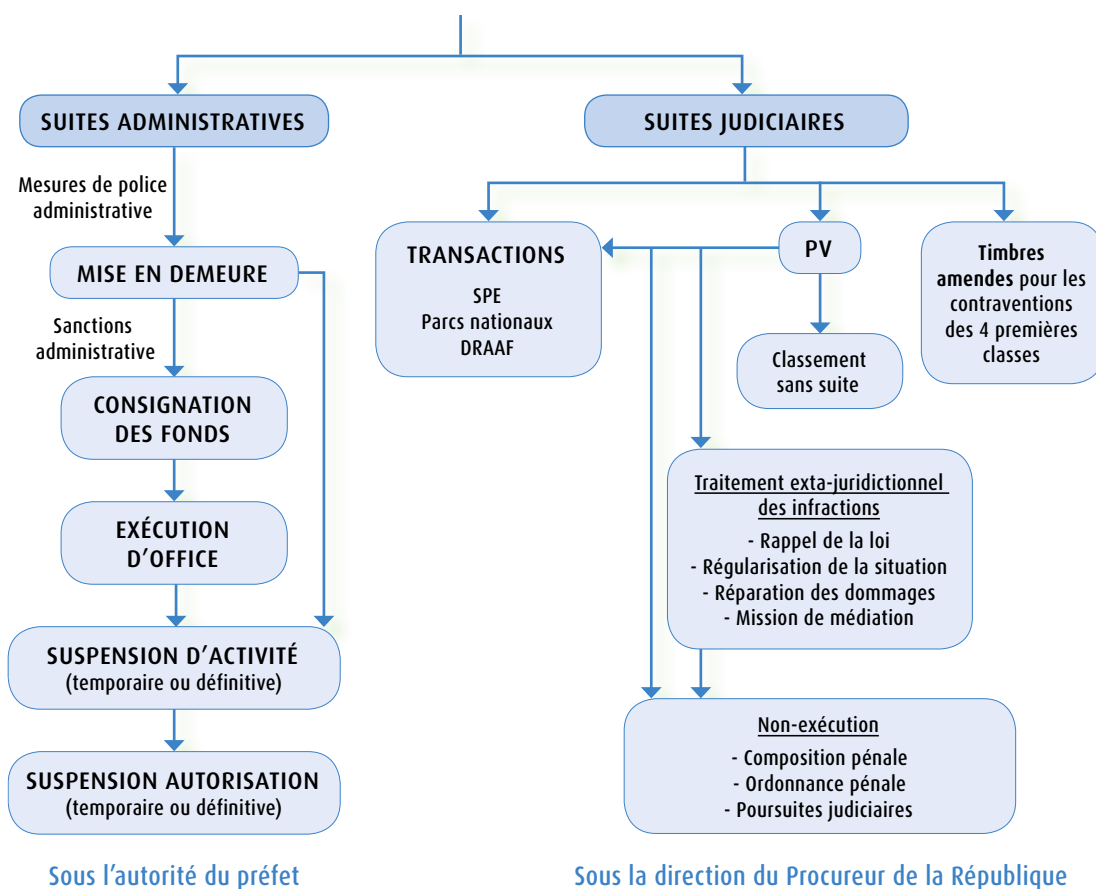 SUITES ADMINISTRATIVES
Mesures de police
administrative
MISE EN DEMEURE
Sanctions
administrative
CONSIGNATION
DES FONDS
EXÉCUTION
D’OFFICE
SUSPENSION D’ACTIVITÉ
(temporaire ou définitive)
SUSPENSION AUTORISATION
(temporaire ou définitive)
Sous l’autorité du préfet
SUITES JUDICIAIRES
TRANSACTIONS
SPE
Parcs nationaux
DRAAF
PV
Classement
sans suite
Timbres
amendes pour les
contraventions
des 4 premières
classes
Traitement exta-juridictionnel
des infractions
- Rappel de la loi
- Régularisation de la situation
- Réparation des dommages
- Mission de médiation
Non-exécution
- Composition pénale
- Ordonnance pénale
- Poursuites judiciaires
Sous la direction du Procureur de la République